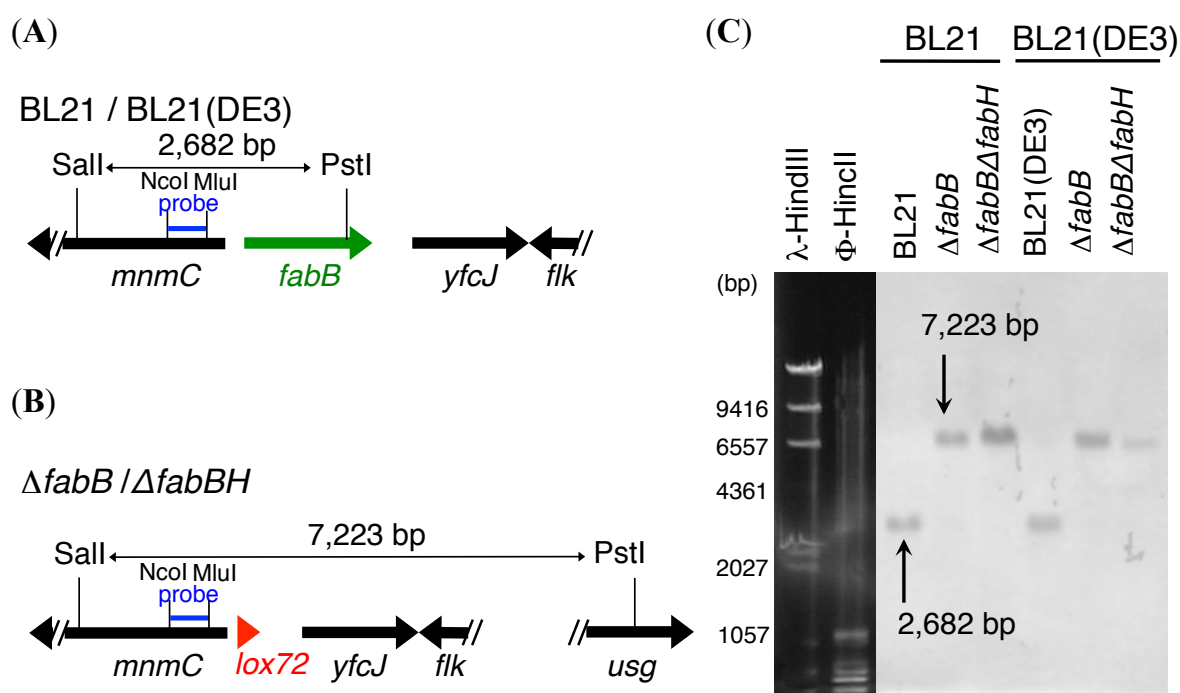 (A)
BL21 / BL21(DE3)
2,682 bp
SalI PstI
NcoI MluI
probe
mnmC fabB yfcJ flk
(B)
ΔfabB /ΔfabBH
7,223 bp
SalI PstI
NcoI MluI
probe
mnmC lox72 yfcJ flk usg
(C)
BL21 BL21(DE3)
λ-HindIII
Φ-HincII
BL21
ΔfabB
ΔfabBΔfabH
BL21(DE3)
ΔfabB
ΔfabBΔfabH
(bp)
7,223 bp
9416
6557
4361
2027
2,682 bp
1057